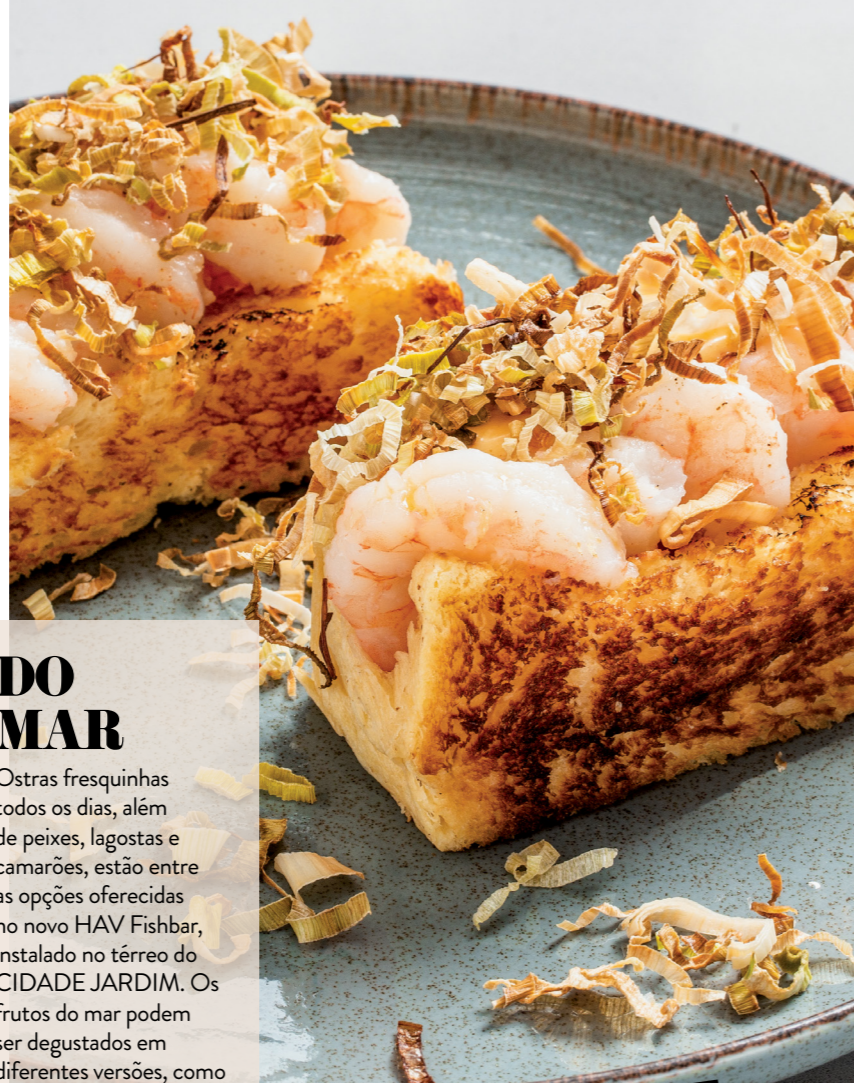 DO
MAR
Ostras fresquinhas
todos os dias, além
de peixes, lagostas e
camarões, estão entre
as opções oferecidas
no novo HAV Fishbar,
instalado no térreo do
CIDADE JARDIM. Os
frutos do mar podem
ser degustados em
diferentes versões, como